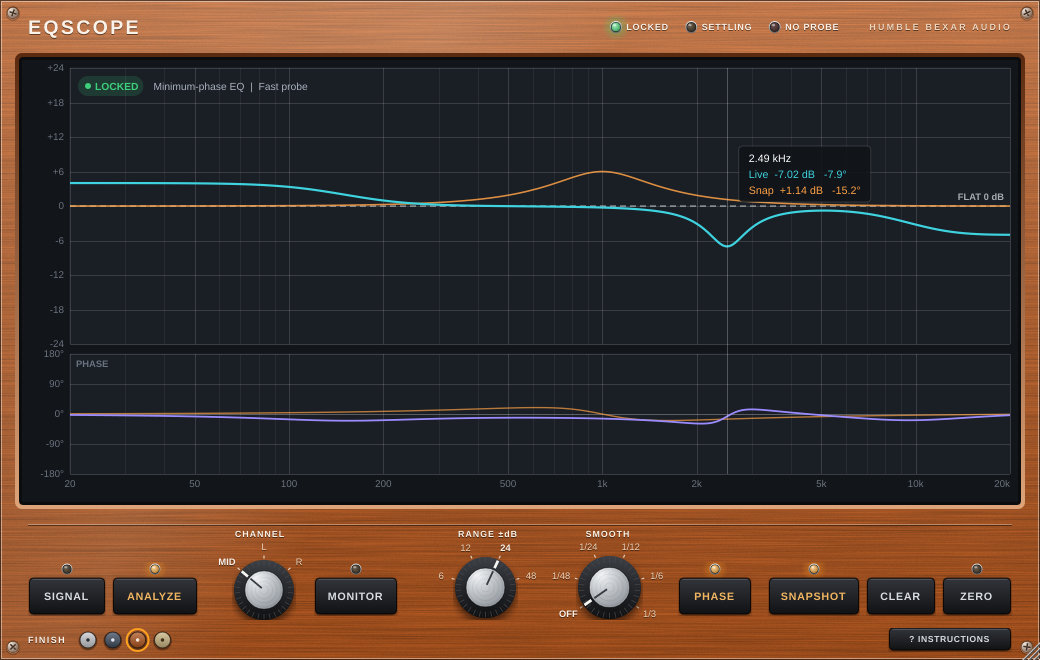 EQSCOPE
LOCKED SETTLING NO PROBE HUMBLE BEXAR AUDIO
+24
LOCKED Minimum-phase EQ | Fast probe
+18
+12
2.49 kHz
+6
Live -7.02 dB -7.9°
Snap +1.14 dB -15.2°
FLAT 0 dB
0
-6
-12
-18
-24
180°
PHASE
90°
0°
-90°
-180°
20 50 100 200 500 1k 2k 5k 10k 20k
CHANNEL RANGE ±dB SMOOTH
L 12 24 1/24 1/12
MID R
6 48 1/48 1/6
SIGNAL ANALYZE MONITOR PHASE SNAPSHOT CLEAR ZERO
OFF 1/3
FINISH ? INSTRUCTIONS